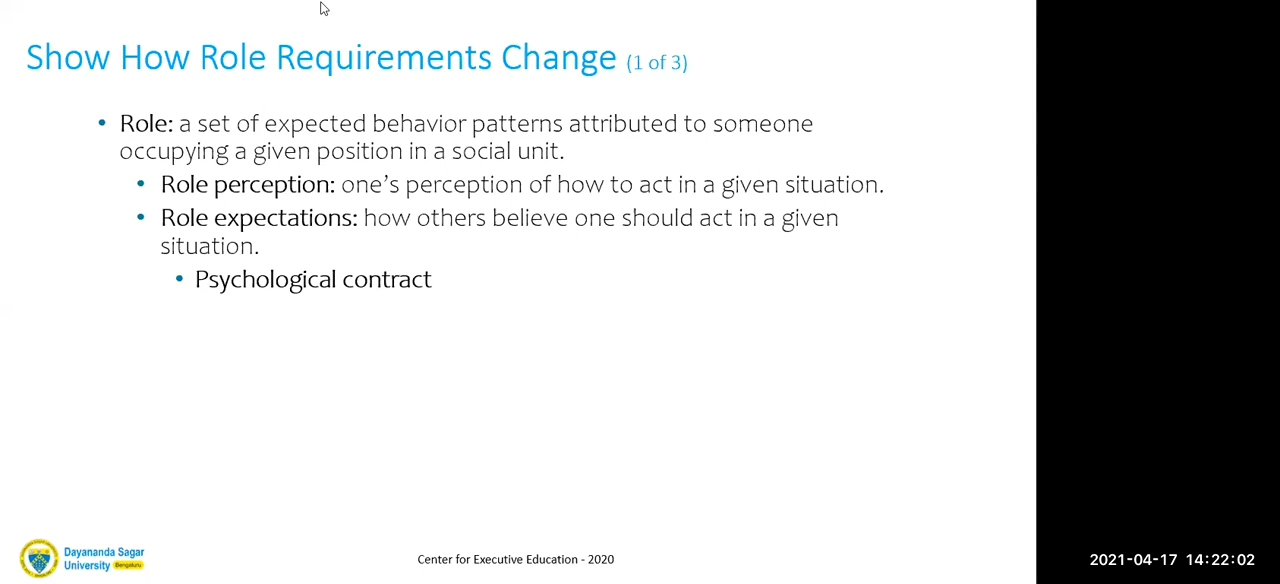 Show How Role Requirements Change (1 of 3)
• Role: a set of expected behavior patterns attributed to someone
occupying a given position in a social unit.
• Role perception: one’s perception of how to act in a given situation.
• Role expectations: how others believe one should act in a given
situation.
• Psychological contract
Dayananda Sagar
University Bengaluru
Center for Executive Education - 2020
2021-04-17 14:22:02